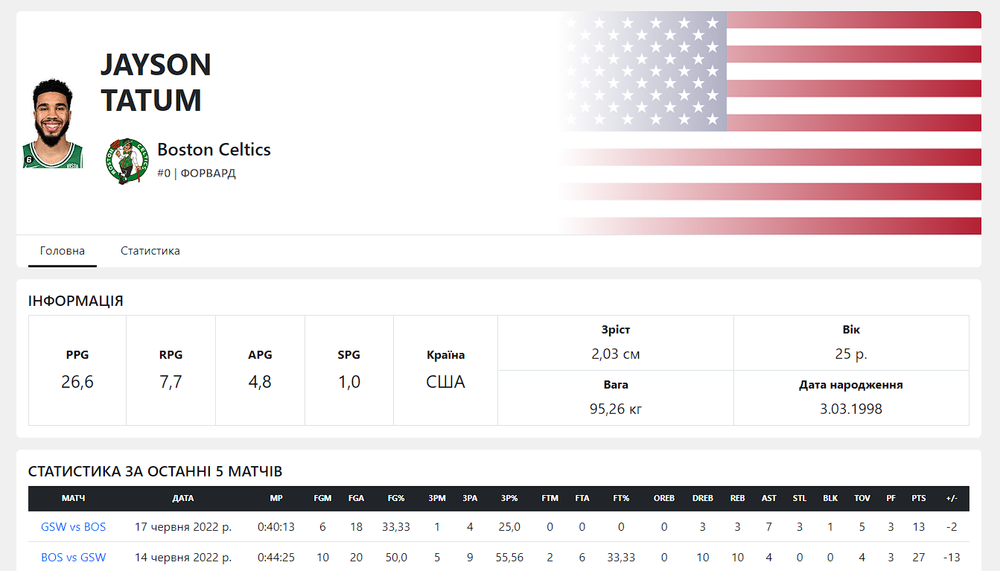 JAYSON
TATUM
BOSTON CELTICS
Boston Celtics
#0 | ФОРВАРД
6
VISTA
Головна Статистика
ІНФОРМАЦІЯ
PPG RPG APG SPG Країна Зріст Вік
26,6 7,7 4,8 1,0 США 2,03 см 25 р.
Вага Дата народження
95,26 кг 3.03.1998
СТАТИСТИКА ЗА ОСТАННІ 5 МАТЧІВ
МАТЧ ДАТА MP FGM FGA FG% 3PM 3PA 3P% FTM FTA FT% OREB DREB REB AST STL BLK TOV PF PTS +/-
GSW vs BOS 17 червня 2022 р. 0:40:13 6 18 33,33 1 4 25,0 0 0 0 0 3 3 7 3 1 5 3 13 -2
BOS vs GSW 14 червня 2022 р. 0:44:25 10 20 50,0 5 9 55,56 2 6 33,33 0 10 10 4 0 0 4 3 27 -13